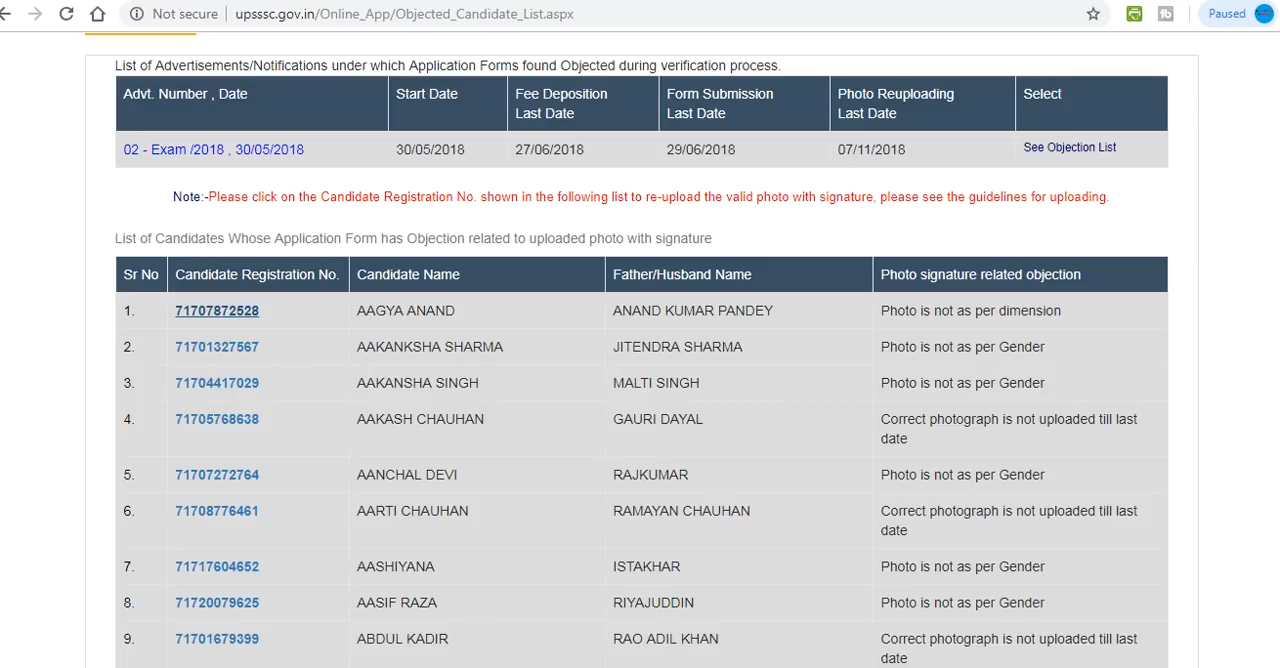 Not secure | upsssc.gov.in/Online_App/Objected_Candidate_List.aspx
Paused
List of Advertisements/Notifications under which Application Forms found Objected during verification process.
Advt. Number , Date Start Date Fee Deposition Last Date Form Submission Last Date Photo Reuploading Last Date Select
02 - Exam /2018 , 30/05/2018 30/05/2018 27/06/2018 29/06/2018 07/11/2018 See Objection List
Note:-Please click on the Candidate Registration No. shown in the following list to re-upload the valid photo with signature, please see the guidelines for uploading.
List of Candidates Whose Application Form has Objection related to uploaded photo with signature
Sr No Candidate Registration No. Candidate Name Father/Husband Name Photo signature related objection
1. 71707872528 AAGYA ANAND ANAND KUMAR PANDEY Photo is not as per dimension
2. 71701327567 AAKANKSHA SHARMA JITENDRA SHARMA Photo is not as per Gender
3. 71704417029 AAKANSHA SINGH MALTI SINGH Photo is not as per Gender
4. 71705768638 AAKASH CHAUHAN GAURI DAYAL Correct photograph is not uploaded till last
date
5. 71707272764 AANCHAL DEVI RAJKUMAR Photo is not as per Gender
6. 71708776461 AARTI CHAUHAN RAMAYAN CHAUHAN Correct photograph is not uploaded till last
date
7. 71717604652 AASHIYANA ISTAKHAR Photo is not as per Gender
8. 71720079625 AASIF RAZA RIYAJUDDIN Photo is not as per Gender
9. 71701679399 ABDUL KADIR RAO ADIL KHAN Correct photograph is not uploaded till last
date